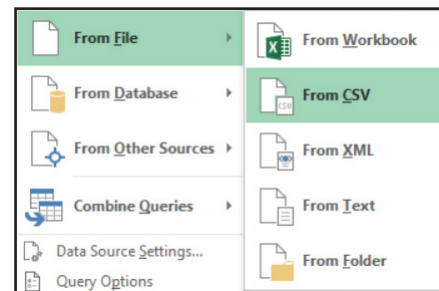 From File
From Database
From Other Sources
Combine Queries
Data Source Settings...
Query Options
From Workbook
From CSV
CSV
From XML
From Text
From Folder